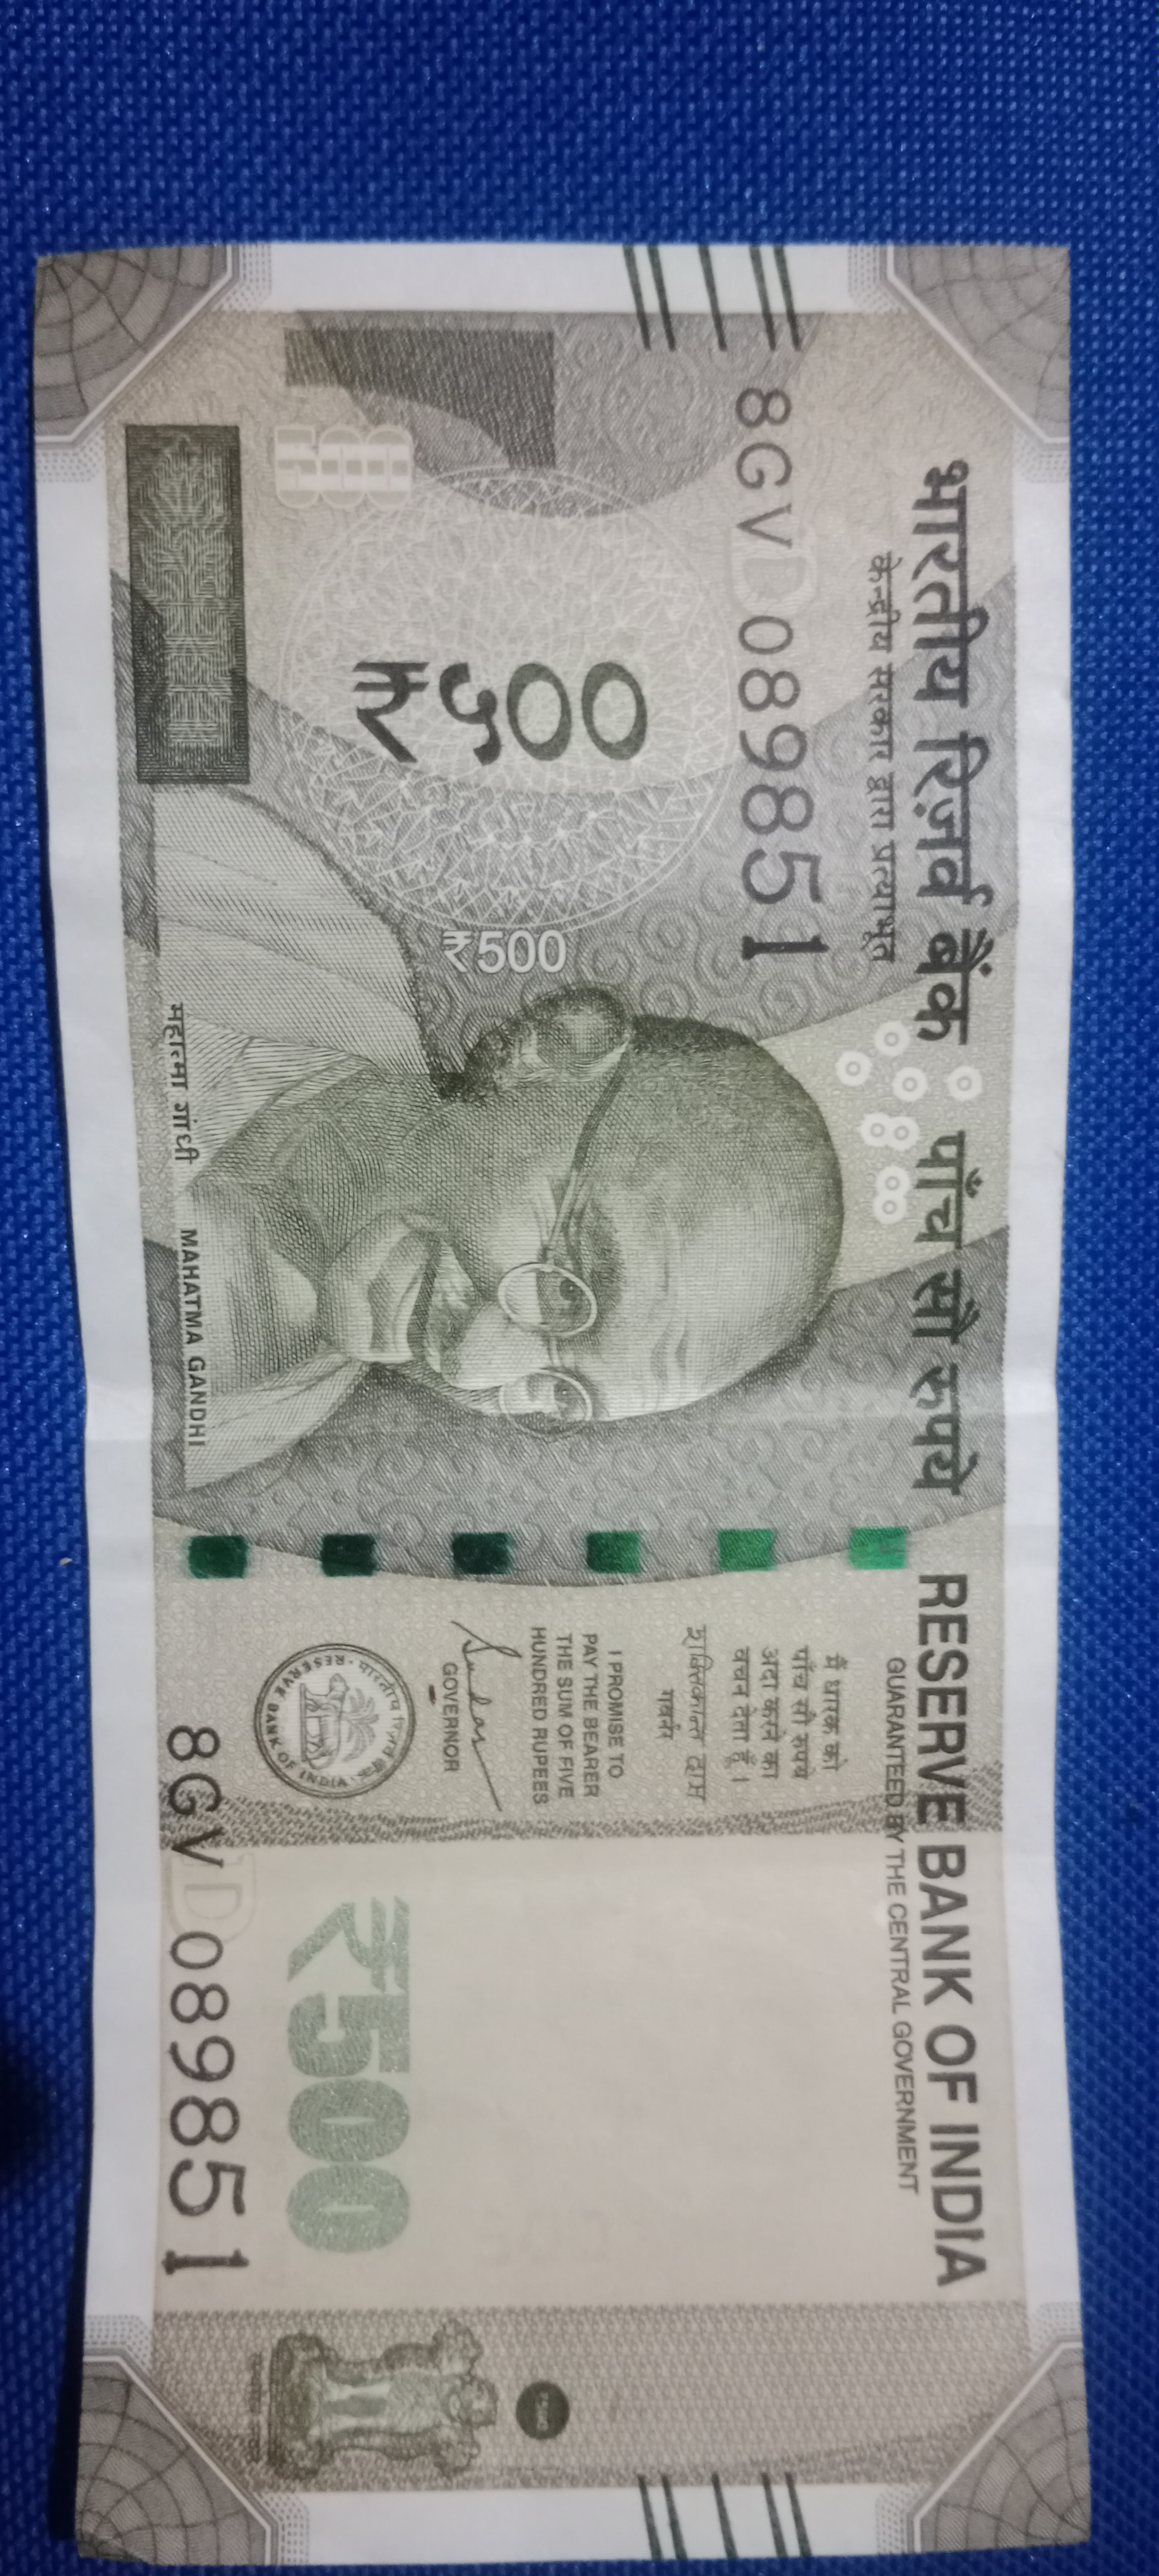 भारतीय रिज़र्व बैंक
केन्द्रीय सरकार द्वारा प्रत्याभूत
पाँच सौ रुपये
RESERVE BANK OF INDIA
GUARANTEED BY THE CENTRAL GOVERNMENT
8GV 089851
₹५००
₹500
महात्मा गांधी
MAHATMA GANDHI
मैं धारक को
पाँच सौ रुपये
अदा करने का
वचन देता हूँ ।
शक्तिकान्त दास
गवर्नर
I PROMISE TO
PAY THE BEARER
THE SUM OF FIVE
HUNDRED RUPEES
GOVERNOR
RESERVE BANK OF INDIA
₹500
8GV 089851